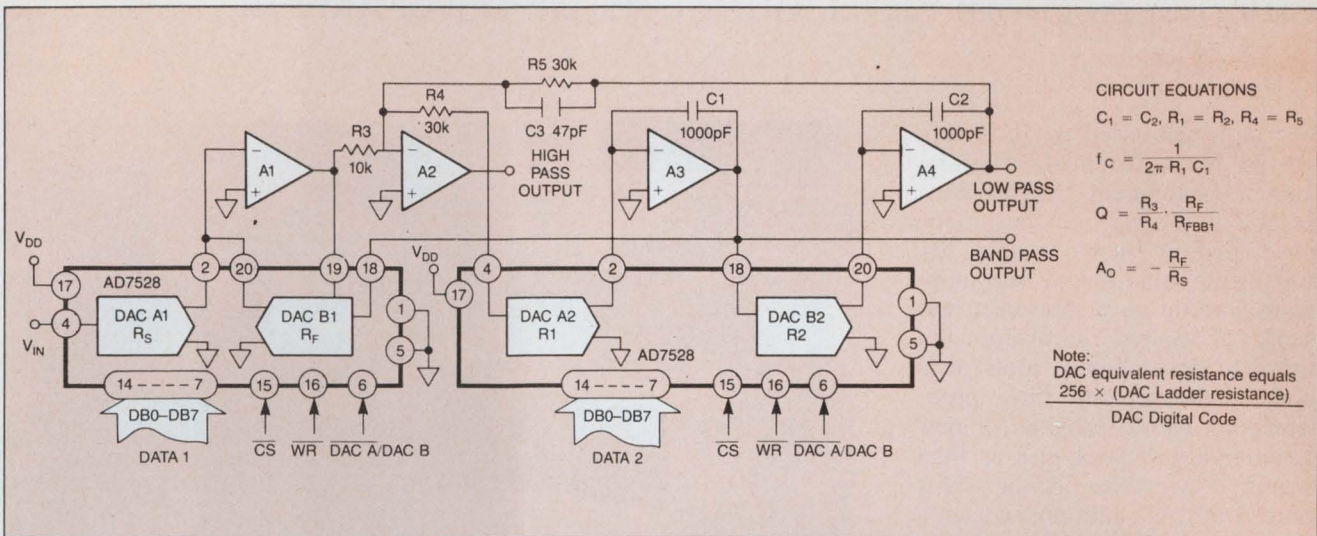 R5 30k
R4
30k
C3 47pF
R3
10k
A1
A2
HIGH
PASS
OUTPUT
C1
1000pF
A3
C2
1000pF
A4
LOW PASS
OUTPUT
BAND PASS
OUTPUT
CIRCUIT EQUATIONS
C1 = C2, R1 = R2, R4 = R5
fC = 1 / 2π R1 C1
Q = R3 / R4 · RF / RFBB1
AO = − RF / RS
Note:
DAC equivalent resistance equals
256 × (DAC Ladder resistance)
DAC Digital Code
VDD
17
AD7528
2
20
19
18
4
VIN
DAC A1
RS
DAC B1
RF
1
5
14 – – – – 7
15
16
6
DB0–DB7
CS
WR
DAC A/DAC B
DATA 1
VDD
17
4
2
18
20
DAC A2
R1
AD7528
DAC B2
R2
1
5
14 – – – – 7
15
16
6
DB0–DB7
CS
WR
DAC A/DAC B
DATA 2